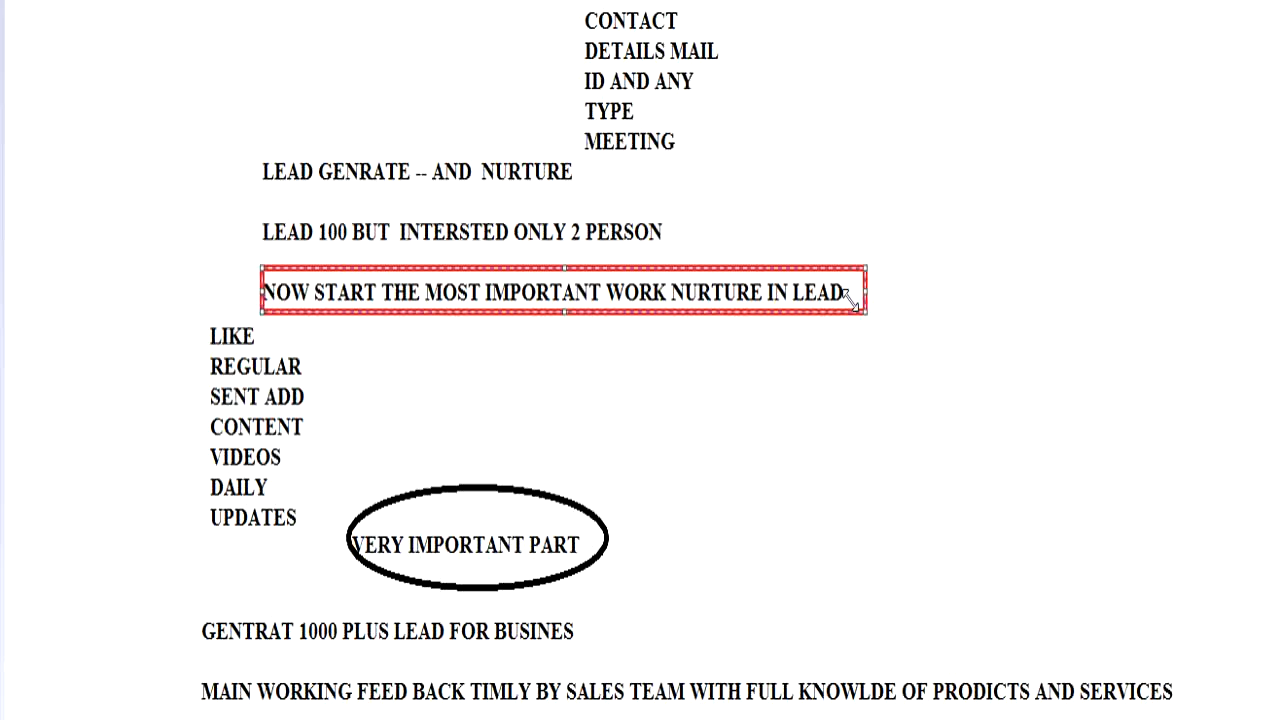 CONTACT
DETAILS MAIL
ID AND ANY
TYPE
MEETING
LEAD GENRATE -- AND NURTURE
LEAD 100 BUT INTERSTED ONLY 2 PERSON
NOW START THE MOST IMPORTANT WORK NURTURE IN LEAD
LIKE
REGULAR
SENT ADD
CONTENT
VIDEOS
DAILY
UPDATES
VERY IMPORTANT PART
GENTRAT 1000 PLUS LEAD FOR BUSINES
MAIN WORKING FEED BACK TIMLY BY SALES TEAM WITH FULL KNOWLDE OF PRODICTS AND SERVICES